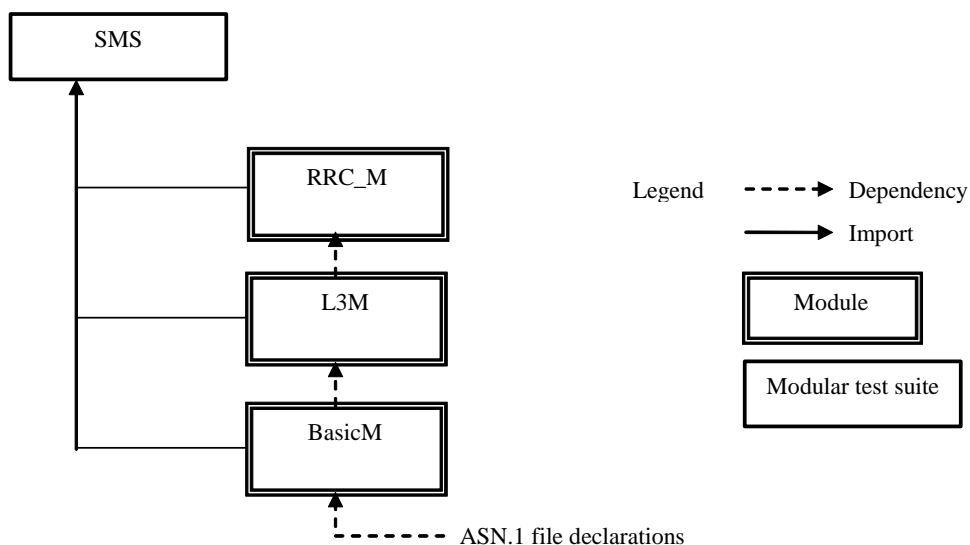 SMS
RRC_M
Legend
Dependency
Import
L3M
Module
Modular test suite
BasicM
ASN.1 file declarations